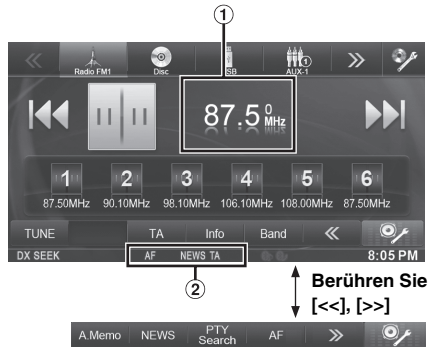 1
« Radio FM1 Disc USB AUX-1 »
87.5 0 MHz
1 2 3 4 5 6
87.50MHz 90.10MHz 98.10MHz 106.10MHz 108.00MHz 87.50MHz
TUNE TA Info Band «
DX SEEK AF NEWS TA 8:05 PM
2
Berühren Sie
[<<], [>>]
A.Memo NEWS PTY Search AF »